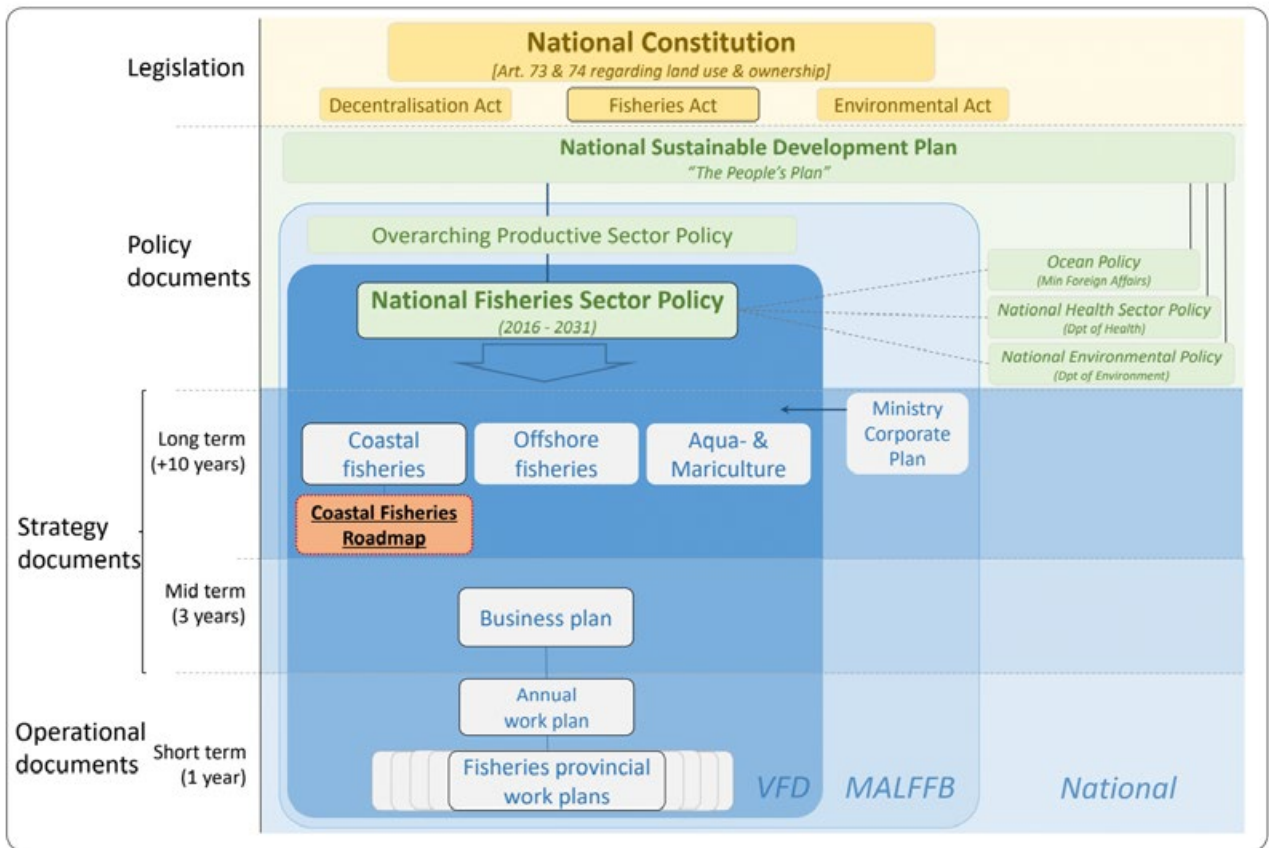 Legislation
National Constitution
[Art. 73 & 74 regarding land use & ownership]
Decentralisation Act
Fisheries Act
Environmental Act
Policy
documents
National Sustainable Development Plan
“The People’s Plan”
Overarching Productive Sector Policy
National Fisheries Sector Policy
(2016 - 2031)
Ocean Policy
(Min Foreign Affairs)
National Health Sector Policy
(Dpt of Health)
National Environmental Policy
(Dpt of Environment)
Strategy
documents
Long term
(+10 years)
Coastal
fisheries
Offshore
fisheries
Aqua- &
Mariculture
Ministry
Corporate
Plan
Coastal Fisheries
Roadmap
Mid term
(3 years)
Business plan
Operational
documents
Short term
(1 year)
Annual
work plan
Fisheries provincial
work plans
VFD
MALFFB
National